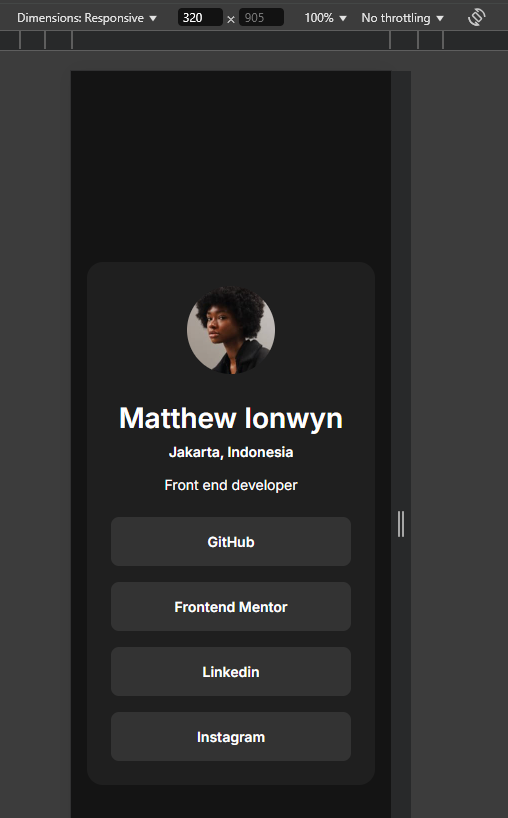 Dimensions: Responsive ▼ 320 × 905 100% ▼ No throttling ▼
Matthew Ionwyn
Jakarta, Indonesia
Front end developer
GitHub
Frontend Mentor
Linkedin
Instagram